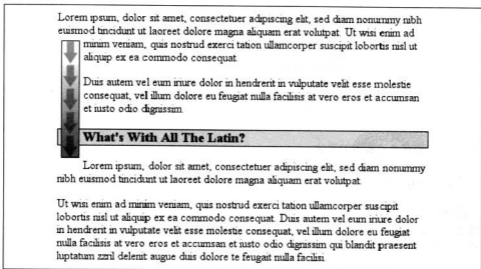 Lorem ipsum, dolor sit amet, consectetuer adipiscing elit, sed diam nonummy nibh
euismod tincidunt ut laoreet dolore magna aliquam erat volutpat. Ut wisi enim ad
minim veniam, quis nostrud exerci tation ullamcorper suscipit lobortis nisl ut
aliquip ex ea commodo consequat.
Duis autem vel eum iriure dolor in hendrerit in vulputate velit esse molestie
consequat, vel illum dolore eu feugiat nulla facilisis at vero eros et accumsan
et iusto odio dignissim.
What's With All The Latin?
Lorem ipsum, dolor sit amet, consectetuer adipiscing elit, sed diam nonummy
nibh euismod tincidunt ut laoreet dolore magna aliquam erat volutpat.
Ut wisi enim ad minim veniam, quis nostrud exerci tation ullamcorper suscipit
lobortis nisl ut aliquip ex ea commodo consequat. Duis autem vel eum iriure dolor
in hendrerit in vulputate velit esse molestie consequat, vel illum dolore eu feugiat
nulla facilisis at vero eros et accumsan et iusto odio dignissim qui blandit praesent
luptatum zzril delenit augue duis dolore te feugait nulla facilisi.